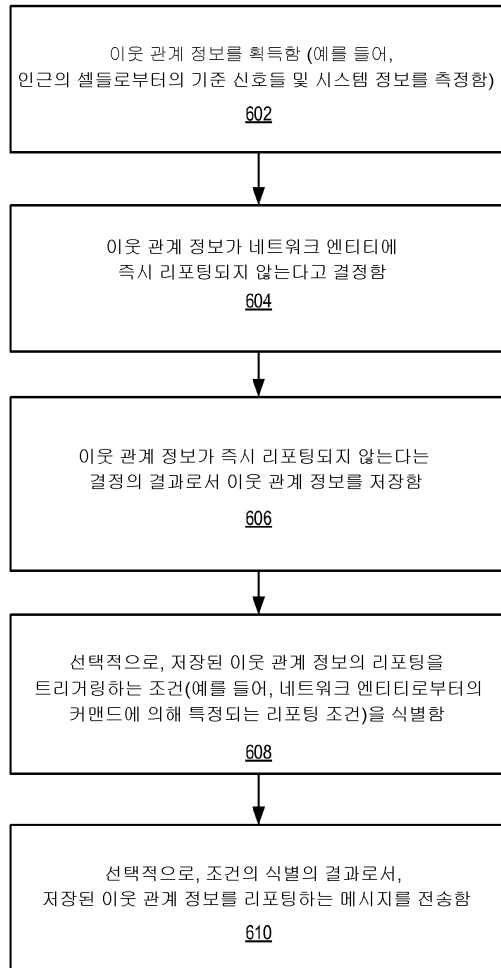 이웃 관계 정보를 획득함 (예를 들어,
인근의 셀들로부터의 기준 신호들 및 시스템 정보를 측정함)
602
이웃 관계 정보가 네트워크 엔티티에
즉시 리포팅되지 않는다고 결정함
604
이웃 관계 정보가 즉시 리포팅되지 않는다는
결정의 결과로서 이웃 관계 정보를 저장함
606
선택적으로, 저장된 이웃 관계 정보의 리포팅을
트리거링하는 조건(예를 들어, 네트워크 엔티티로부터의
커맨드에 의해 특정되는 리포팅 조건)을 식별함
608
선택적으로, 조건의 식별의 결과로서,
저장된 이웃 관계 정보를 리포팅하는 메시지를 전송함
610